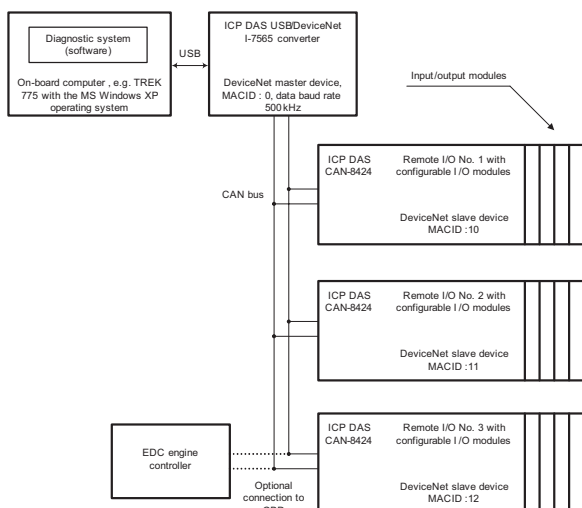 Diagnostic system
(software)
On-board computer , e.g. TREK
775 with the MS Windows XP
operating system
USB
ICP DAS USB/DeviceNet
I-7565 converter
DeviceNet master device,
MACID : 0, data baud rate
500 kHz
Input/output modules
CAN bus
ICP DAS
CAN-8424
Remote I/O No. 1 with
configurable I /O modules
DeviceNet slave device
MACID :10
ICP DAS
CAN-8424
Remote I/O No. 2 with
configurable I /O modules
DeviceNet slave device
MACID :11
ICP DAS
CAN-8424
Remote I/O No. 3 with
configurable I /O modules
DeviceNet slave device
MACID :12
EDC engine
controller
Optional
connection to